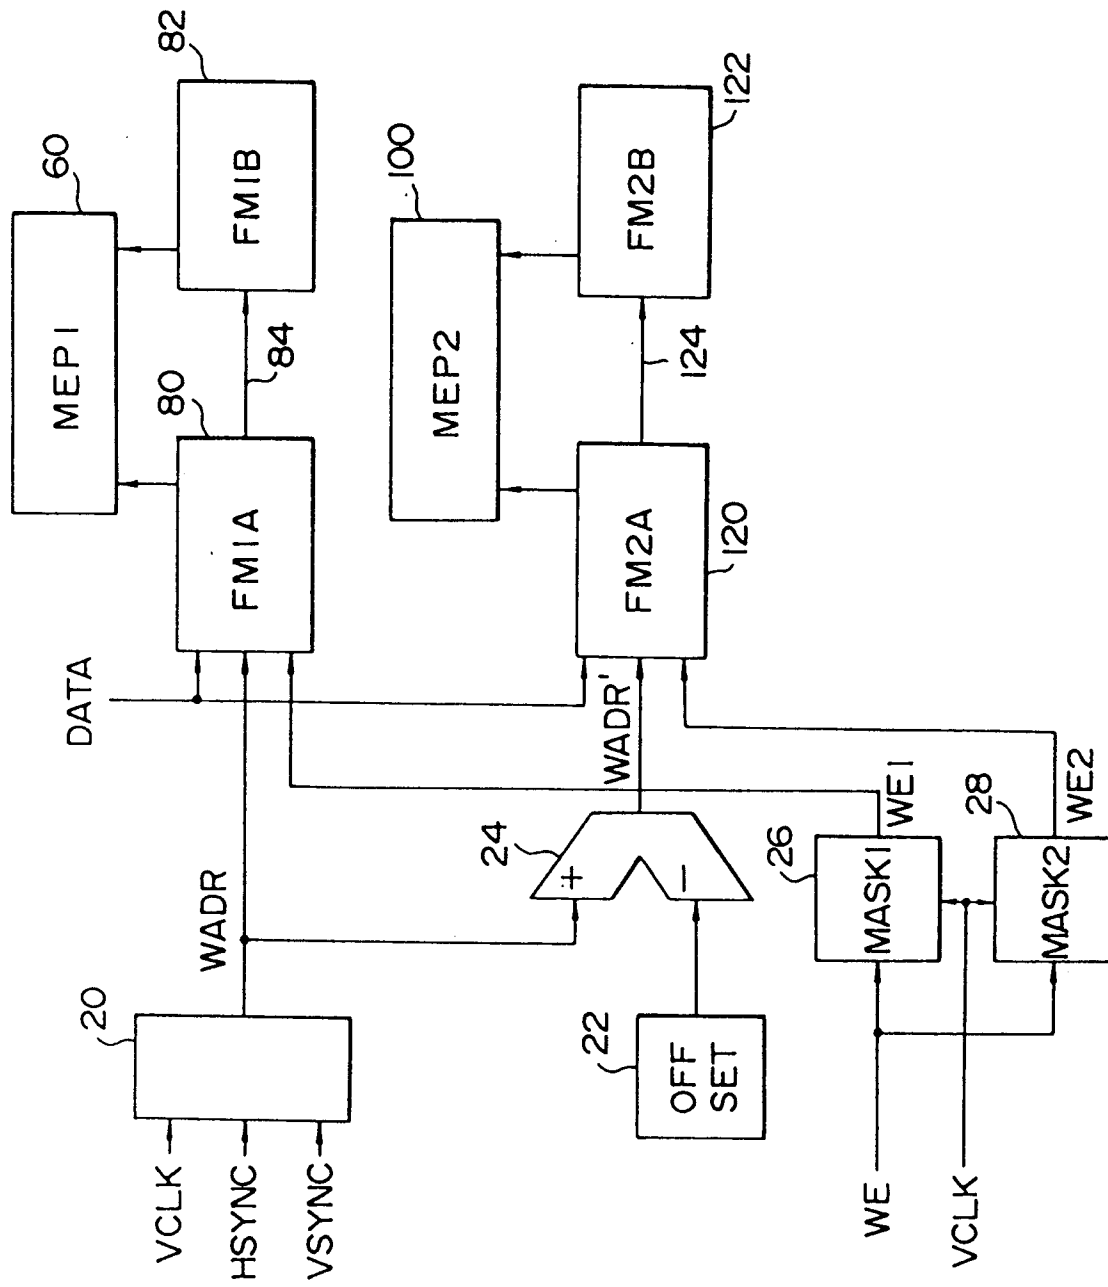 82
60
FM1B
MEP1
84
80
FM1A
DATA
WADR
20
VCLK
HSYNC
VSYNC
122
100
FM2B
MEP2
124
120
FM2A
WADR'
24
+
−
22
OFF
SET
WE1
26
MASK1
WE2
28
MASK2
WE
VCLK